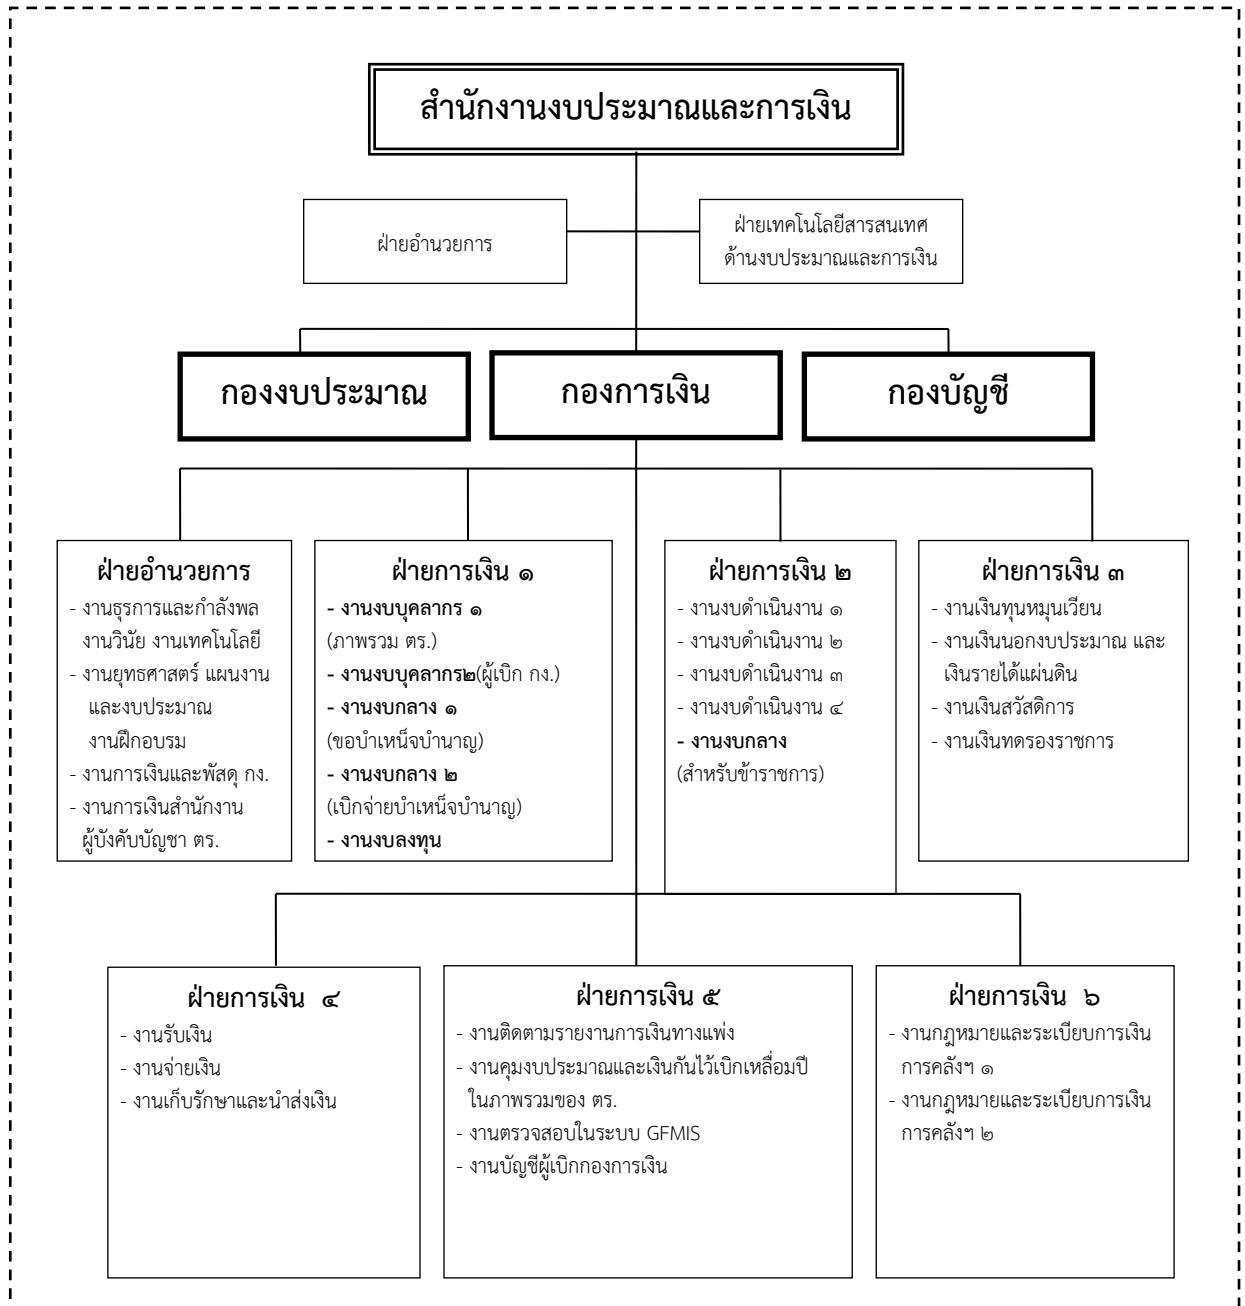 สำนักงานงบประมาณและการเงิน
ฝ่ายอำนวยการ
ฝ่ายเทคโนโลยีสารสนเทศ
ด้านงบประมาณและการเงิน
กองงบประมาณ
กองการเงิน
กองบัญชี
ฝ่ายอำนวยการ
- งานธุรการและกำลังพล
งานวินัย งานเทคโนโลยี
- งานยุทธศาสตร์ แผนงาน
และงบประมาณ
งานฝึกอบรม
- งานการเงินและพัสดุ กง.
- งานการเงินสำนักงาน
ผู้บังคับบัญชา ตร.
ฝ่ายการเงิน ๑
- งานงบบุคลากร ๑
(ภาพรวม ตร.)
- งานงบบุคลากร๒(ผู้เบิก กง.)
- งานงบกลาง ๑
(ขอบำเหน็จบำนาญ)
- งานงบกลาง ๒
(เบิกจ่ายบำเหน็จบำนาญ)
- งานงบลงทุน
ฝ่ายการเงิน ๒
- งานงบดำเนินงาน ๑
- งานงบดำเนินงาน ๒
- งานงบดำเนินงาน ๓
- งานงบดำเนินงาน ๔
- งานงบกลาง
(สำหรับข้าราชการ)
ฝ่ายการเงิน ๓
- งานเงินทุนหมุนเวียน
- งานเงินนอกงบประมาณ และ
เงินรายได้แผ่นดิน
- งานเงินสวัสดิการ
- งานเงินทดรองราชการ
ฝ่ายการเงิน ๔
- งานรับเงิน
- งานจ่ายเงิน
- งานเก็บรักษาและนำส่งเงิน
ฝ่ายการเงิน ๕
- งานติดตามรายงานการเงินทางแพ่ง
- งานคุมงบประมาณและเงินกันไว้เบิกเหลื่อมปี
ในภาพรวมของ ตร.
- งานตรวจสอบในระบบ GFMIS
- งานบัญชีผู้เบิกกองการเงิน
ฝ่ายการเงิน ๖
- งานกฎหมายและระเบียบการเงิน
การคลังฯ ๑
- งานกฎหมายและระเบียบการเงิน
การคลังฯ ๒